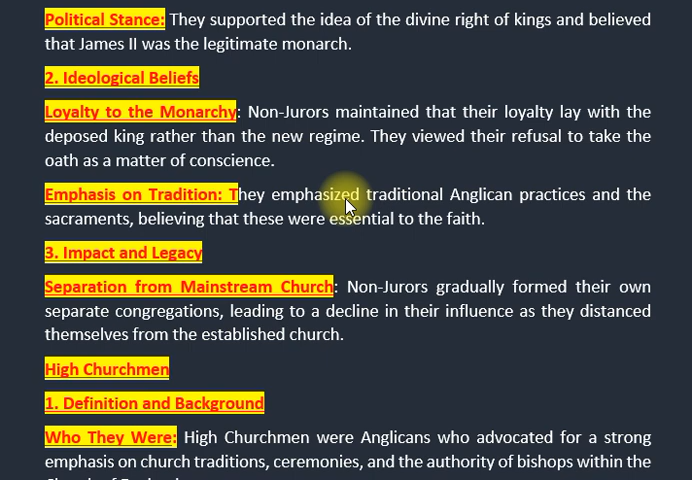 Political Stance: They supported the idea of the divine right of kings and believed
that James II was the legitimate monarch.
2. Ideological Beliefs
Loyalty to the Monarchy: Non-Jurors maintained that their loyalty lay with the
deposed king rather than the new regime. They viewed their refusal to take the
oath as a matter of conscience.
Emphasis on Tradition: They emphasized traditional Anglican practices and the
sacraments, believing that these were essential to the faith.
3. Impact and Legacy
Separation from Mainstream Church: Non-Jurors gradually formed their own
separate congregations, leading to a decline in their influence as they distanced
themselves from the established church.
High Churchmen
1. Definition and Background
Who They Were: High Churchmen were Anglicans who advocated for a strong
emphasis on church traditions, ceremonies, and the authority of bishops within the